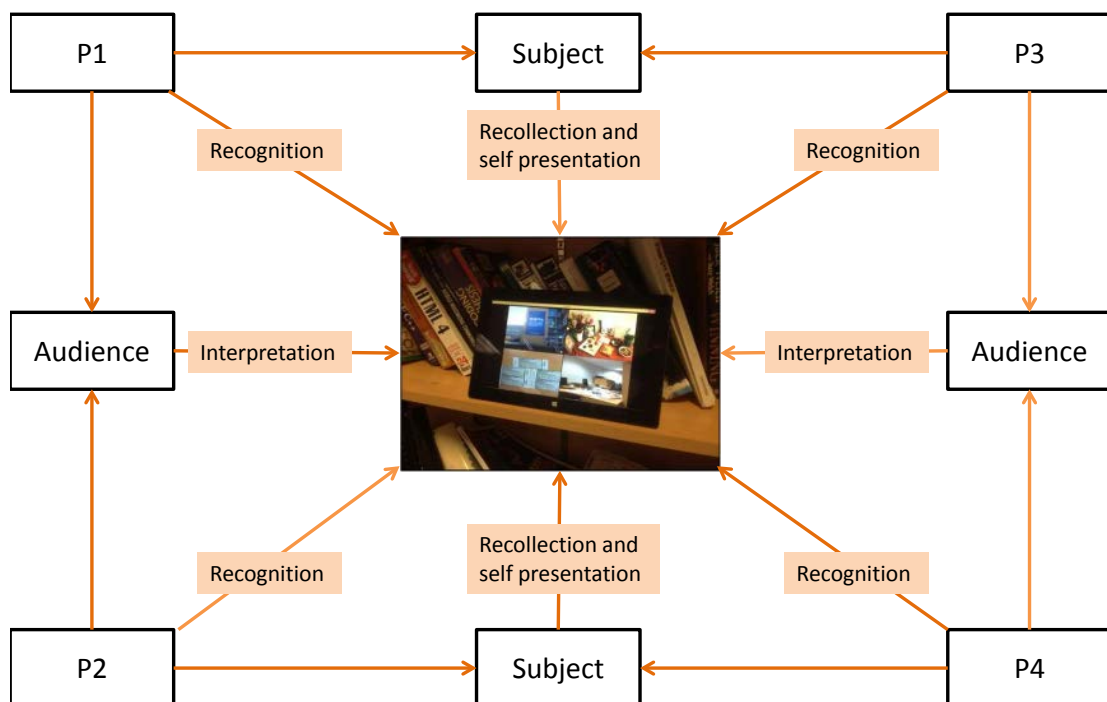 P1
Subject
P3
Recognition
Recollection and
self presentation
Recognition
HTML 4
Audience
Interpretation
Interpretation
Audience
Recognition
Recollection and
self presentation
Recognition
P2
Subject
P4